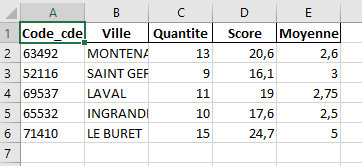 A B C D E
1 Code_cde Ville Quantite Score Moyenne
2 63492 MONTENA 13 20,6 2,6
3 52116 SAINT GER 9 16,1 3
4 69537 LAVAL 11 19 2,75
5 65532 INGRANDI 10 17,6 2,5
6 71410 LE BURET 15 24,7 5
7